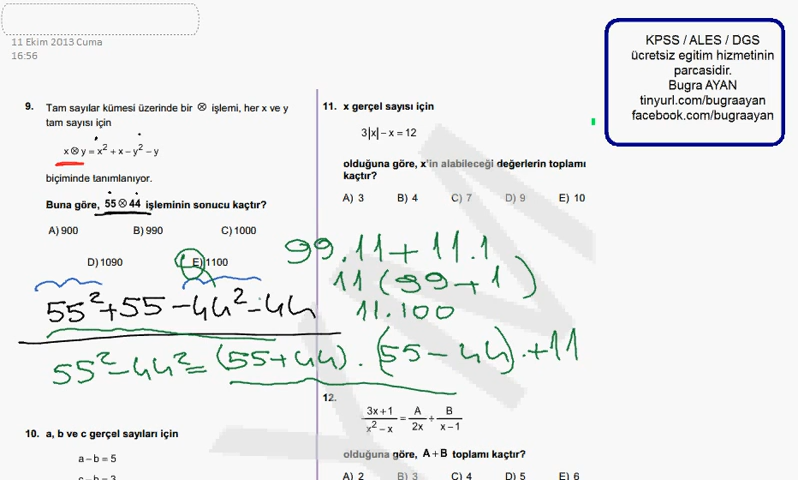 11 Ekim 2013 Cuma
16:56
KPSS / ALES / DGS
ücretsiz egitim hizmetinin
parcasidir.
Bugra AYAN
tinyurl.com/bugraayan
facebook.com/bugraayan
9. Tam sayılar kümesi üzerinde bir ⊗ işlemi, her x ve y
tam sayısı için
x⊗y = x² + x – y² – y
biçiminde tanımlanıyor.
Buna göre, 55 ⊗ 44 işleminin sonucu kaçtır?
A) 900 B) 990 C) 1000
D) 1090 E) 1100
55² + 55 - 44² - 44
55² - 44² = (55+44) . (55 - 44) . + 11
99.11 + 11.1
11 ( 99 + 1 )
11.100
10. a, b ve c gerçel sayıları için
a – b = 5
11. x gerçel sayısı için
3|x| – x = 12
olduğuna göre, x'in alabileceği değerlerin toplamı
kaçtır?
A) 3 B) 4 C) 7 D) 9 E) 10
12.
3x+1 / x² – x = A / 2x ÷ B / x – 1
olduğuna göre, A + B toplamı kaçtır?
A) 2 B) 3 C) 4 D) 5 E) 6